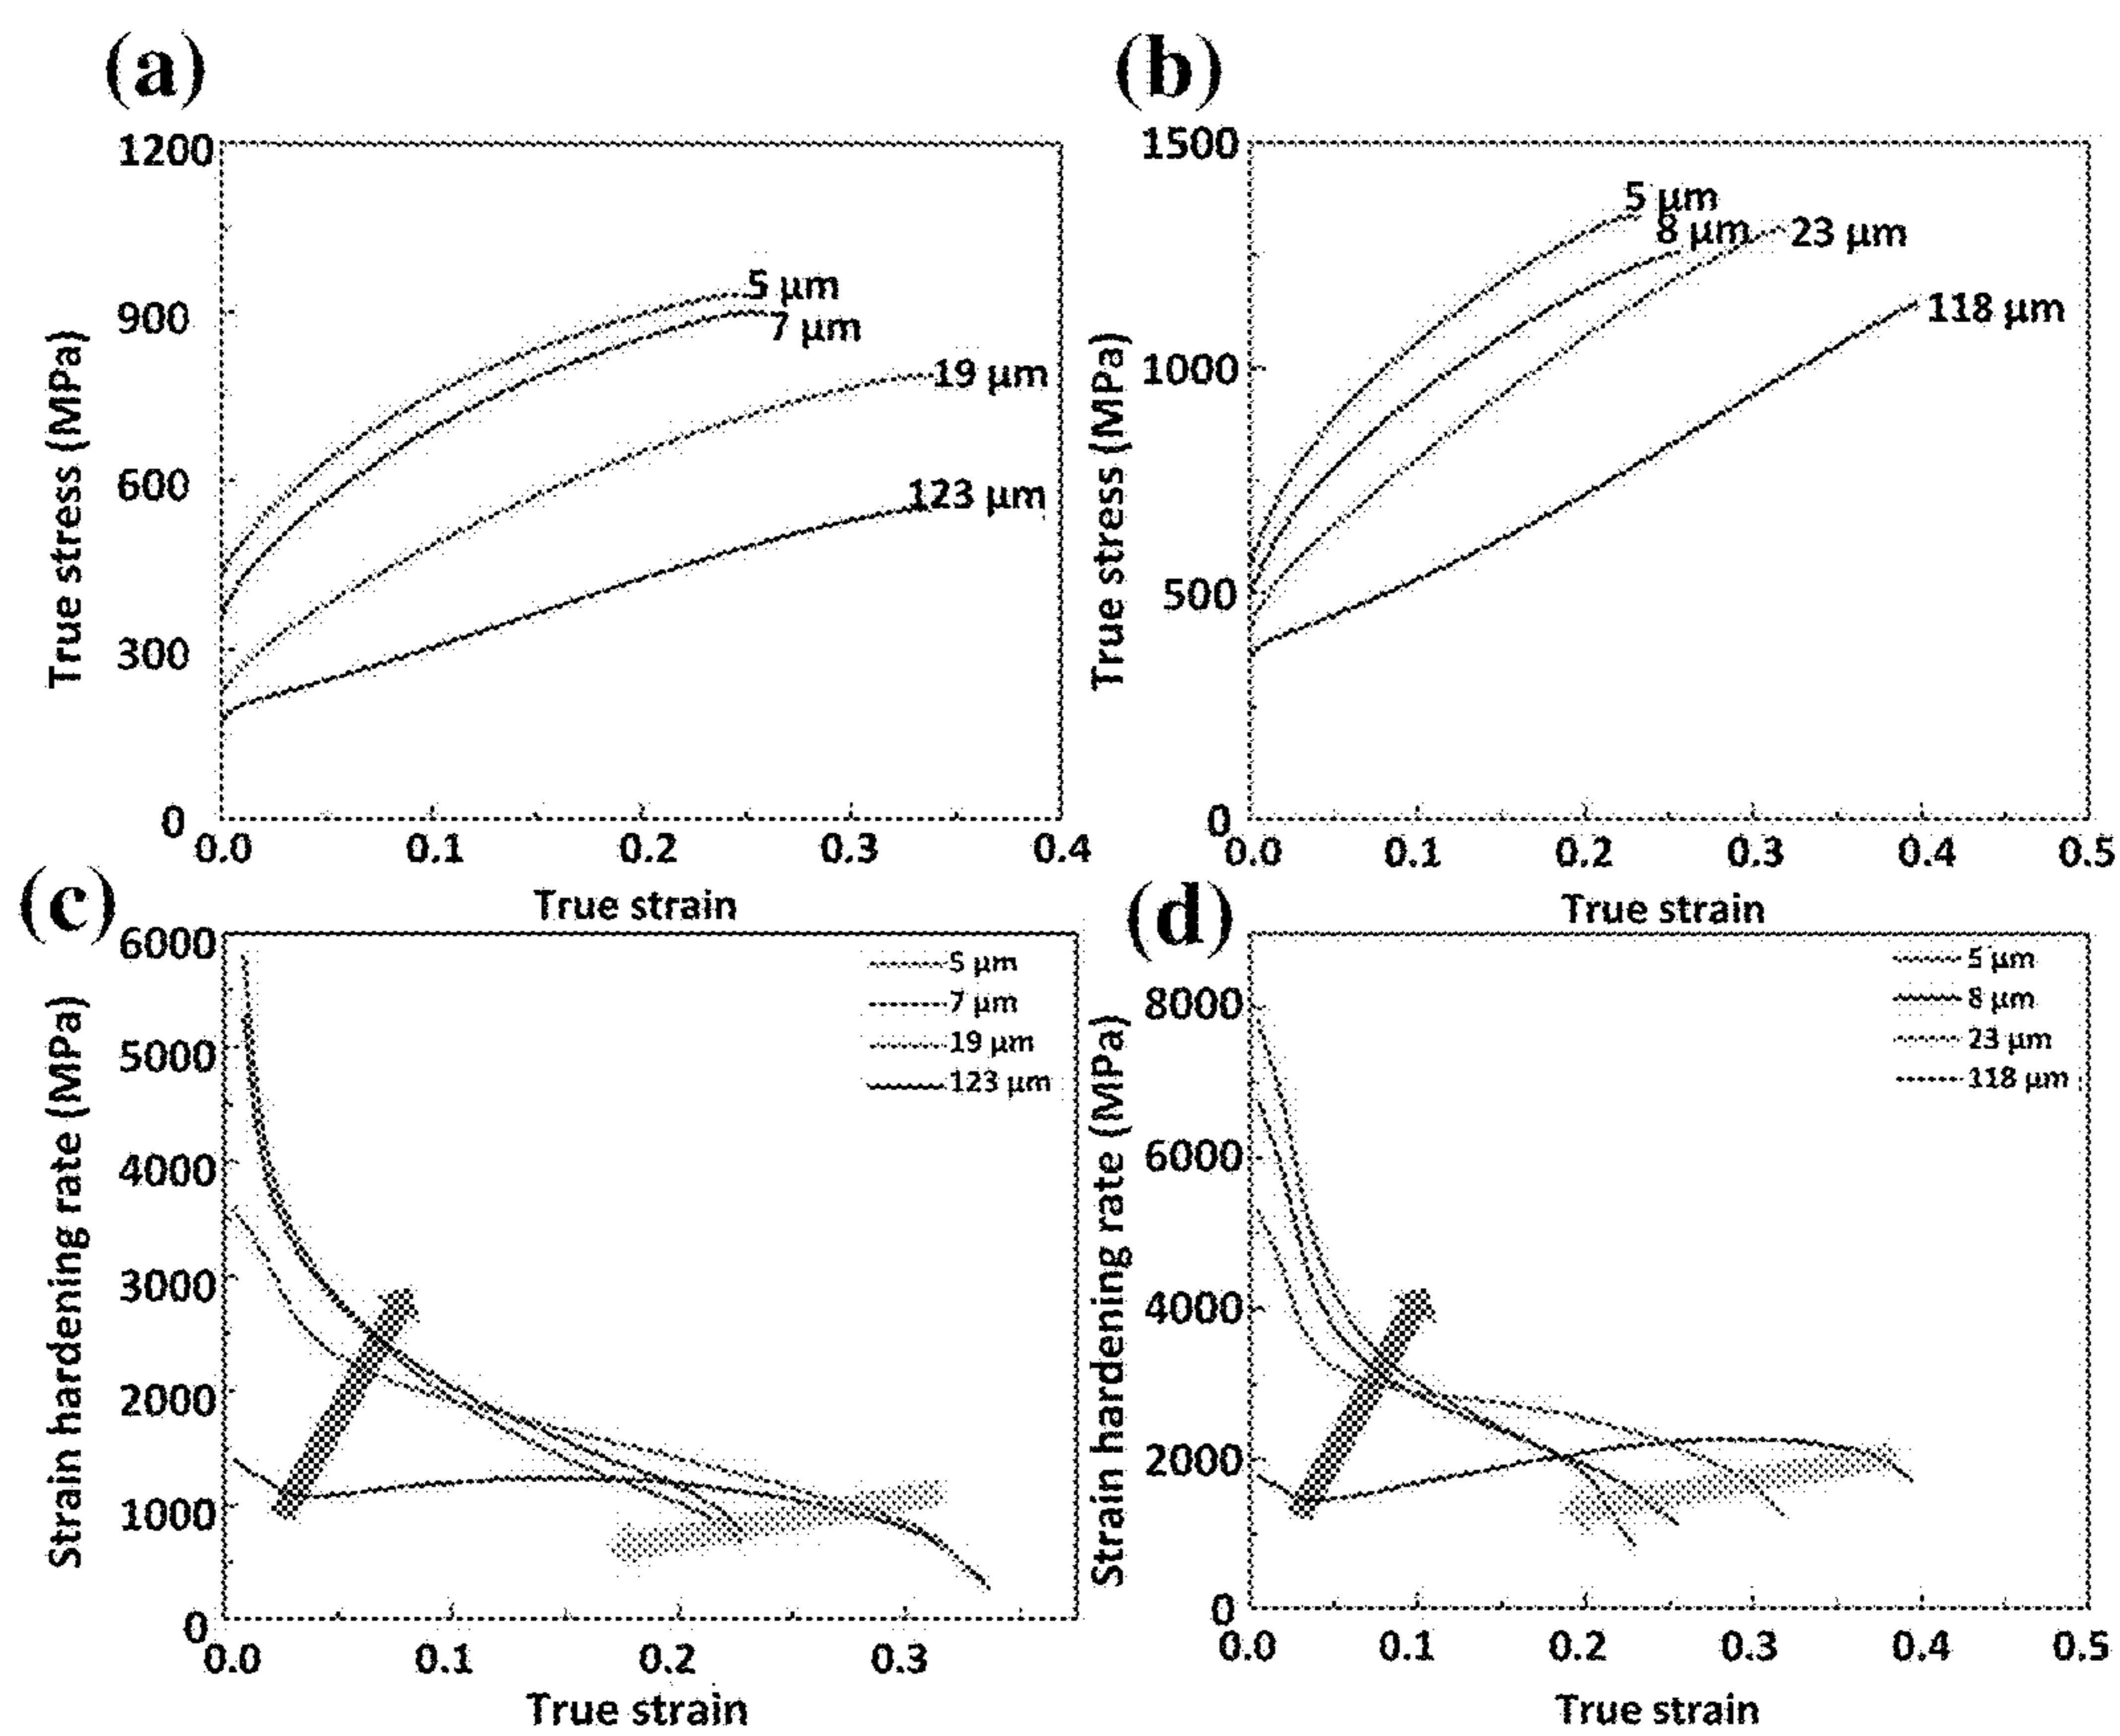 (a)
1200
900
600
300
0
True stress (MPa)
5 μm
7 μm
19 μm
123 μm
0.0 0.1 0.2 0.3 0.4
True strain
(b)
1500
1000
500
0
True stress (MPa)
5 μm
8 μm
23 μm
118 μm
0.0 0.1 0.2 0.3 0.4 0.5
True strain
(c)
6000
5000
4000
3000
2000
1000
0
Strain hardening rate (MPa)
5 μm
7 μm
19 μm
123 μm
0.0 0.1 0.2 0.3
True strain
(d)
8000
6000
4000
2000
0
Strain hardening rate (MPa)
5 μm
8 μm
23 μm
118 μm
0.0 0.1 0.2 0.3 0.4 0.5
True strain